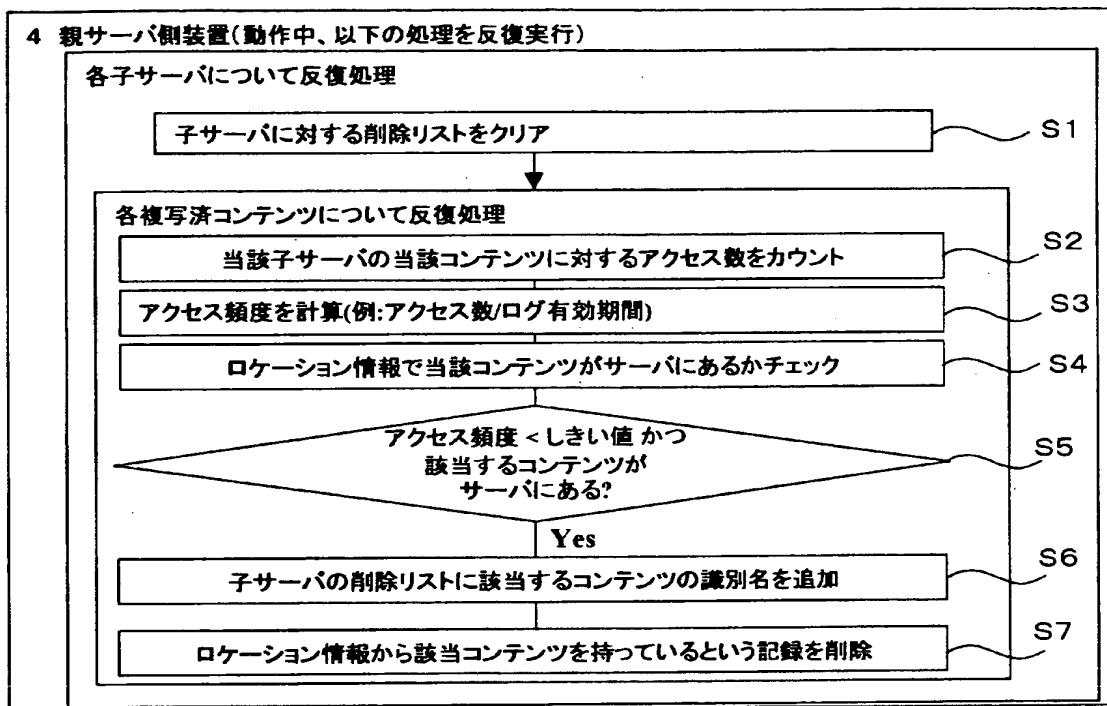 4 親サーバ側装置(動作中、以下の処理を反復実行)
各子サーバについて反復処理
子サーバに対する削除リストをクリア
S1
各複写済コンテンツについて反復処理
当該子サーバの当該コンテンツに対するアクセス数をカウント
S2
アクセス頻度を計算(例:アクセス数/ログ有効期間)
S3
ロケーション情報で当該コンテンツがサーバにあるかチェック
S4
アクセス頻度 < しきい値 かつ
該当するコンテンツが
サーバにある?
S5
Yes
子サーバの削除リストに該当するコンテンツの識別名を追加
S6
ロケーション情報から該当コンテンツを持っているという記録を削除
S7